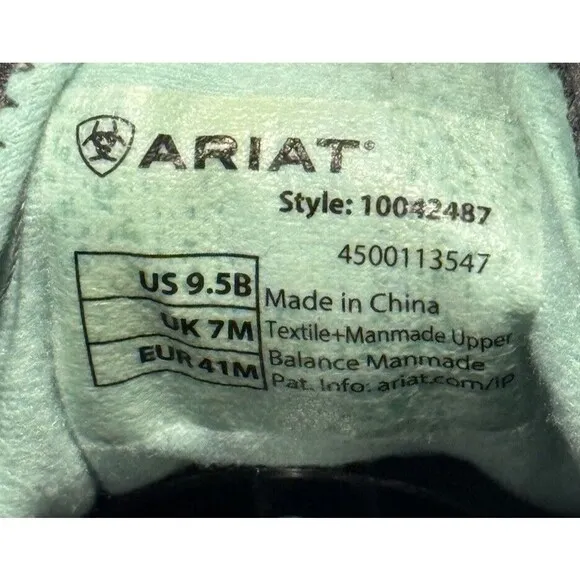 ARIAT®
Style: 10042487
4500113547
US 9.5B
UK 7M
EUR 41M
Made in China
Textile+Manmade Upper
Balance Manmade
Pat. Info: ariat.com/IP